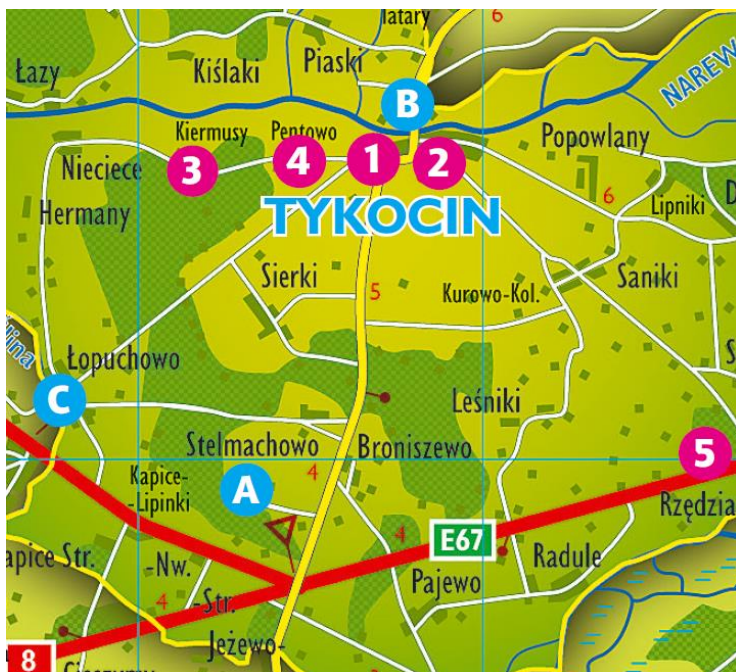 Tatary
6
Łazy
Kiślaki
Piaski
B
NAREW
Kiermusy
Pentowo
Popowlany
Nieciece
3
4
1
2
Hermany
TYKOCIN
6
Lipniki
Sierki
5
Kurowo-Kol.
Saniki
Łopuchowo
C
Leśniki
Stelmachowo
Broniszewo
4
5
A
Kapice-
-Lipinki
Rzędzia
E67
4
-Nw.
Pajewo
Radule
4
-Str.
Jeżewo-
8